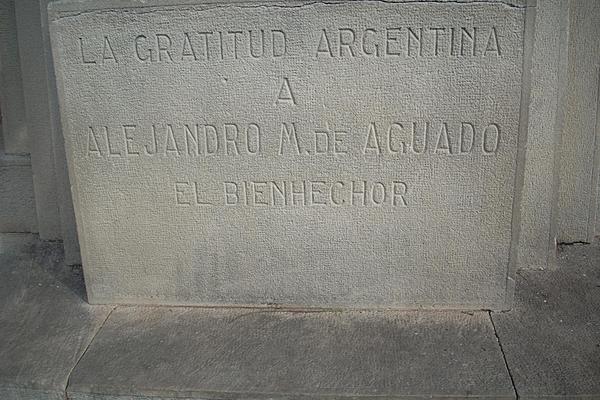 LA GRATITUD ARGENTINA
A
ALEJANDRO M. DE AGUADO
EL BIENHECHOR